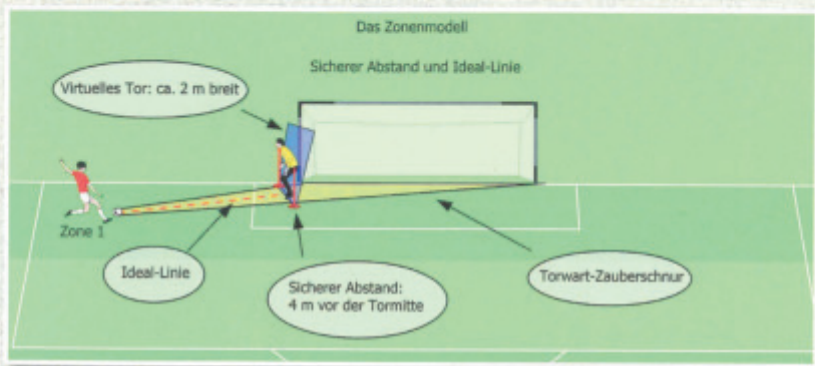 Das Zonenmodell
Sicherer Abstand und Ideal-Linie
Virtuelles Tor: ca. 2 m breit
Zone 1
Ideal-Linie
Sicherer Abstand:
4 m vor der Tormitte
Torwart-Zauberschnur